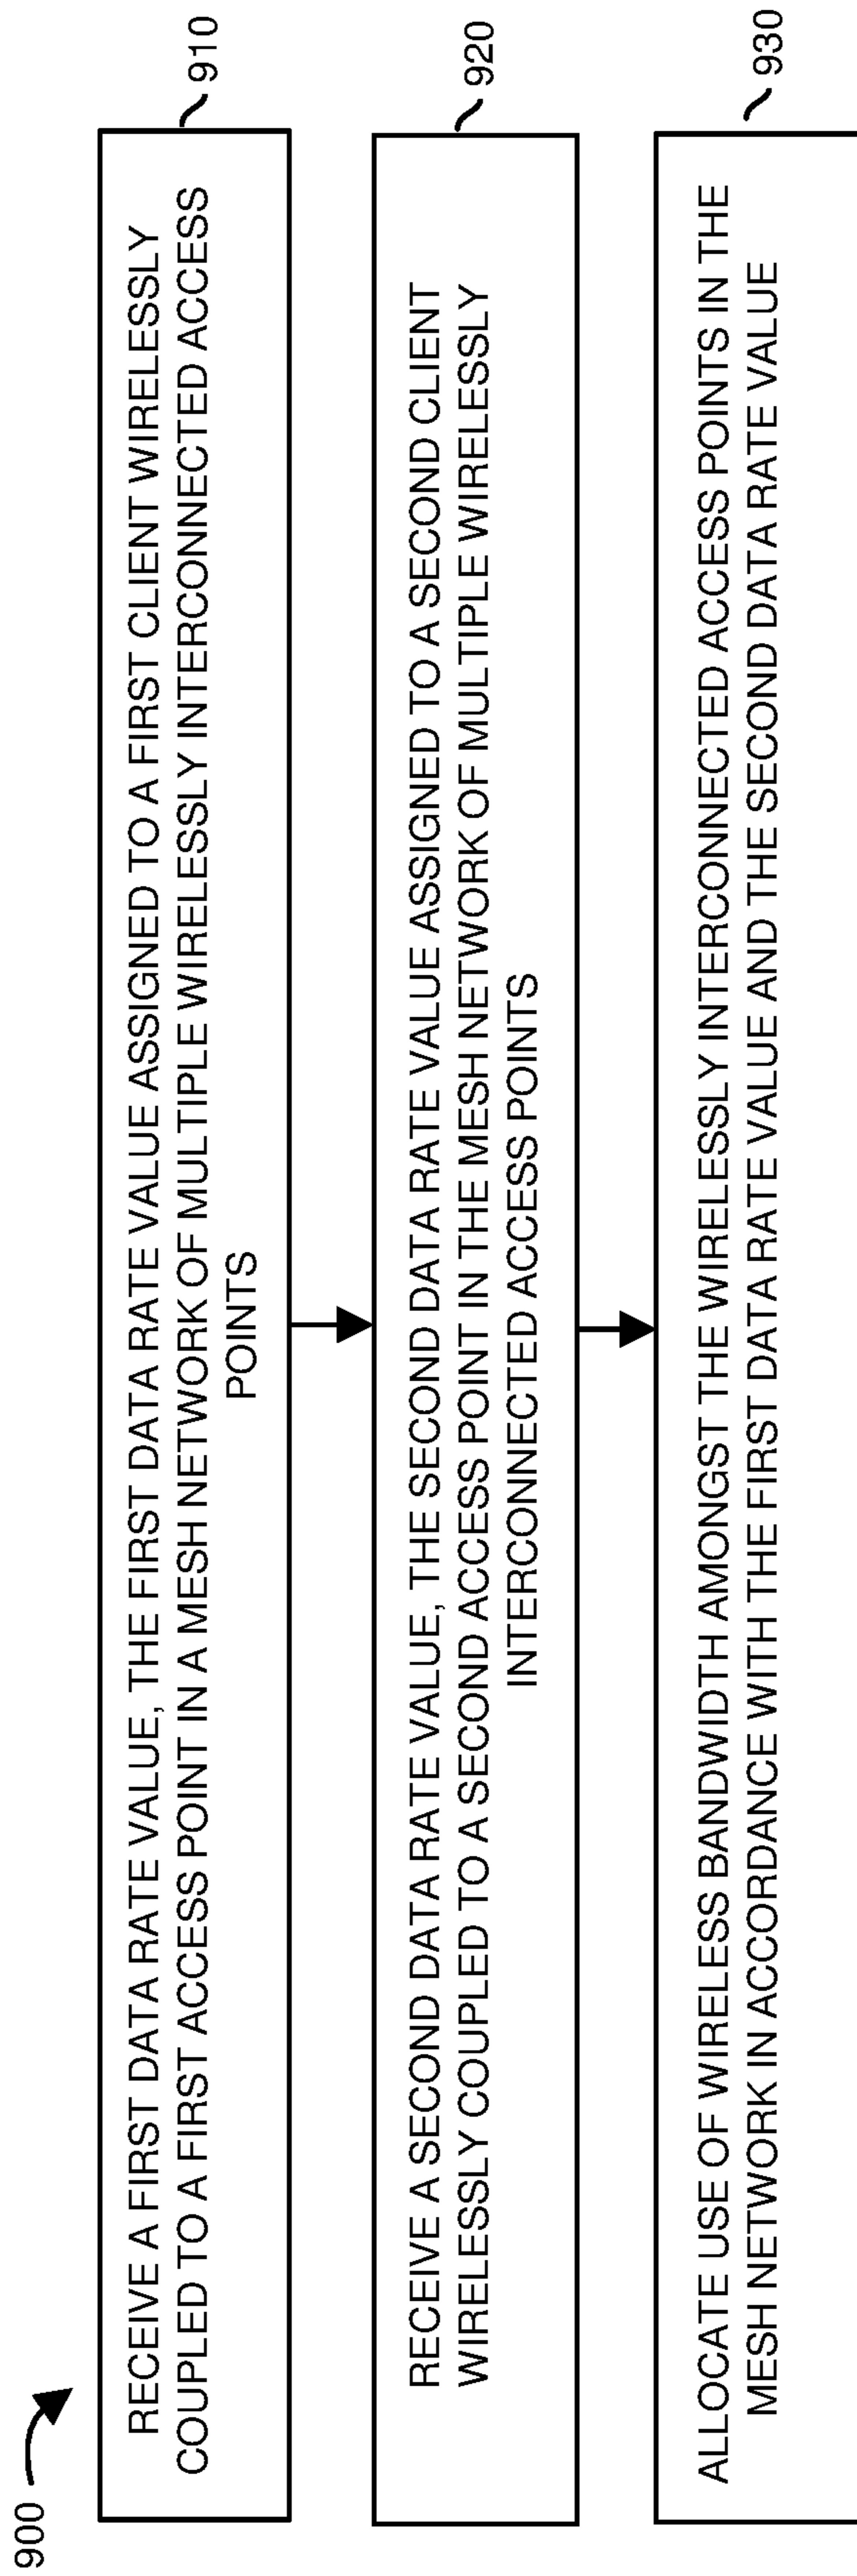 900
RECEIVE A FIRST DATA RATE VALUE, THE FIRST DATA RATE VALUE ASSIGNED TO A FIRST CLIENT WIRELESSLY
COUPLED TO A FIRST ACCESS POINT IN A MESH NETWORK OF MULTIPLE WIRELESSLY INTERCONNECTED ACCESS
POINTS
910
RECEIVE A SECOND DATA RATE VALUE, THE SECOND DATA RATE VALUE ASSIGNED TO A SECOND CLIENT
WIRELESSLY COUPLED TO A SECOND ACCESS POINT IN THE MESH NETWORK OF MULTIPLE WIRELESSLY
INTERCONNECTED ACCESS POINTS
920
ALLOCATE USE OF WIRELESS BANDWIDTH AMONGST THE WIRELESSLY INTERCONNECTED ACCESS POINTS IN THE
MESH NETWORK IN ACCORDANCE WITH THE FIRST DATA RATE VALUE AND THE SECOND DATA RATE VALUE
930